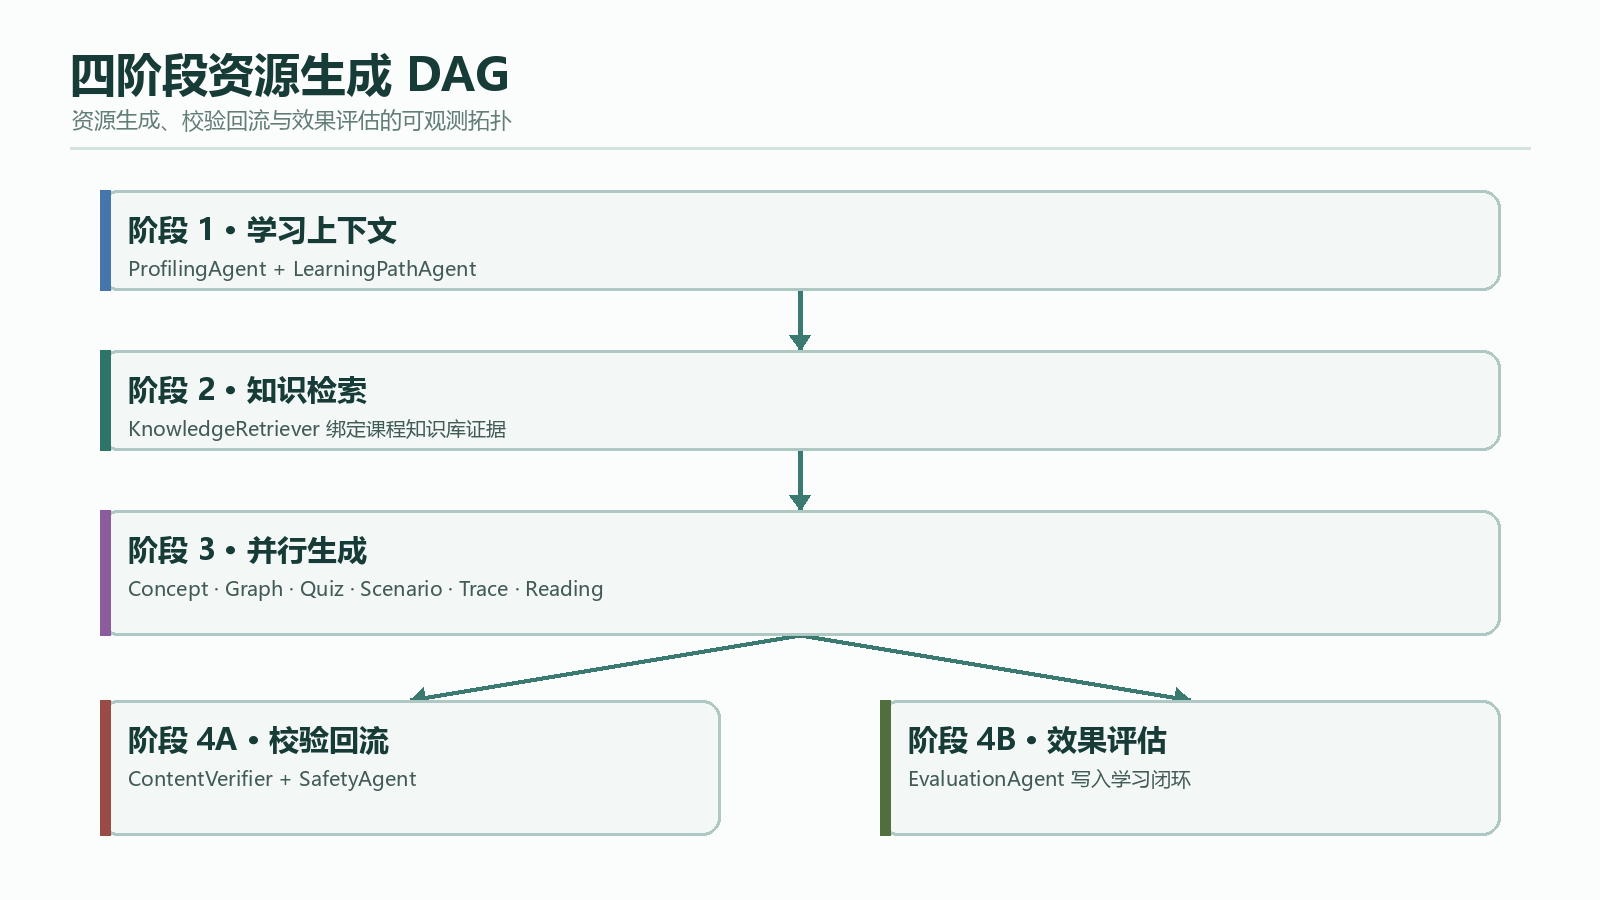 四阶段资源生成 DAG
资源生成、校验回流与效果评估的可观测拓扑
阶段 1 • 学习上下文
ProfilingAgent + LearningPathAgent
阶段 2 • 知识检索
KnowledgeRetriever 绑定课程知识库证据
阶段 3 • 并行生成
Concept · Graph · Quiz · Scenario · Trace · Reading
阶段 4A • 校验回流
ContentVerifier + SafetyAgent
阶段 4B • 效果评估
EvaluationAgent 写入学习闭环